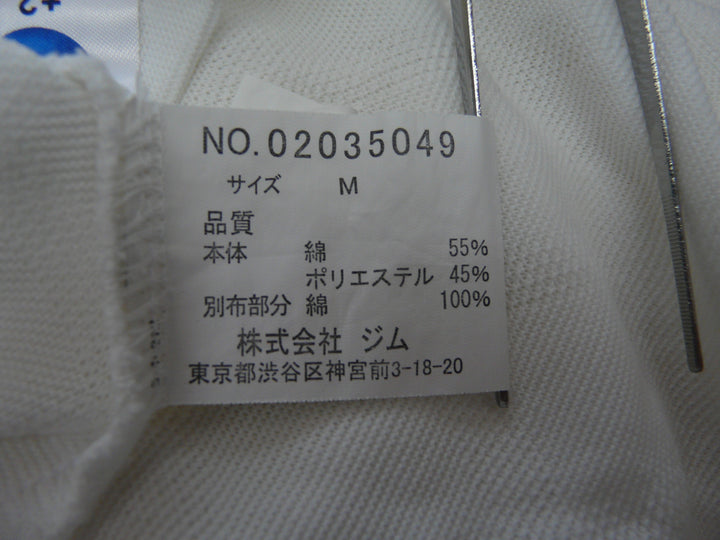 +2
NO.02035049
サイズ M
品質
本体 綿 55%
ポリエステル 45%
別布部分 綿 100%
株式会社 ジム
東京都渋谷区神宮前3-18-20